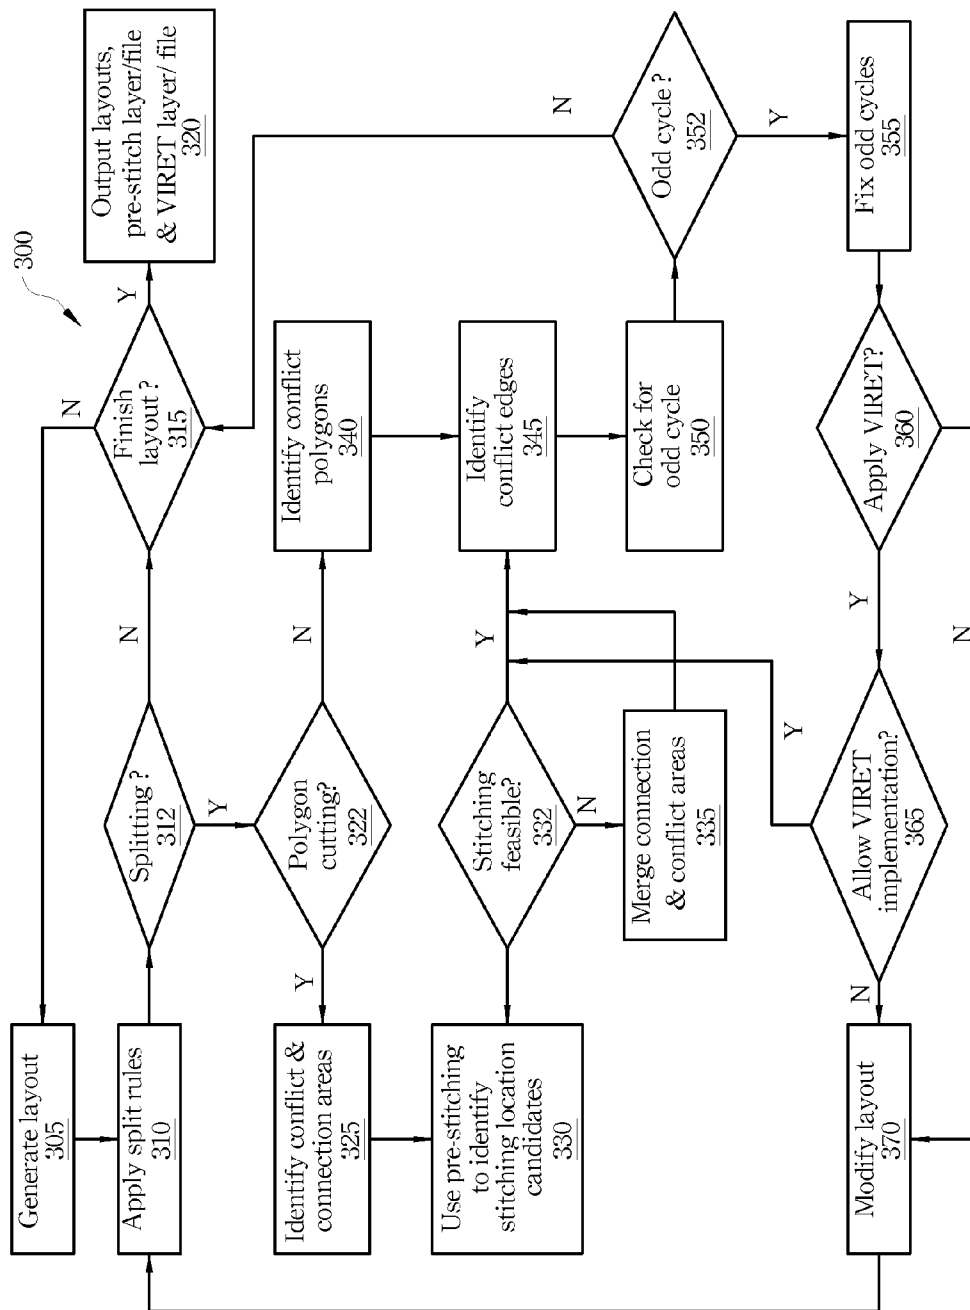 300
Generate layout
305
Apply split rules
310
Splitting?
312
N
Y
Finish
layout?
315
N
Y
Output layouts,
pre-stitch layer/file
& VIRET layer/ file
320
Polygon
cutting?
322
Y
N
Identify conflict &
connection areas
325
Use pre-stitching
to identify
stitching location
candidates
330
Stitching
feasible?
332
Y
N
Merge connection
& conflict areas
335
Identify conflict
polygons
340
Identify
conflict edges
345
Check for
odd cycle
350
Odd cycle?
352
N
Y
Fix odd cycles
355
Apply VIRET?
360
Y
N
Allow VIRET
implementation?
365
Y
N
Modify layout
370